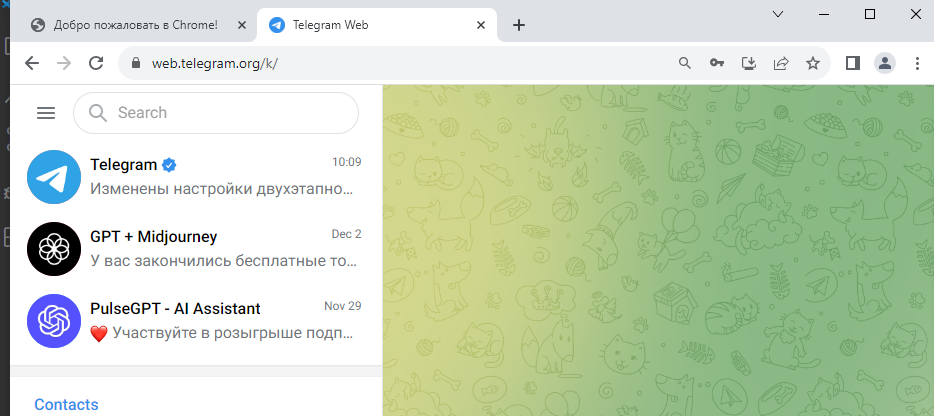 Добро пожаловать в Chrome!
Telegram Web
web.telegram.org/k/
Search
Telegram 10:09
Изменены настройки двухэтапно...
GPT + Midjourney Dec 2
У вас закончились бесплатные то...
PulseGPT - AI Assistant Nov 29
❤️ Участвуйте в розыгрыше подп...
Contacts